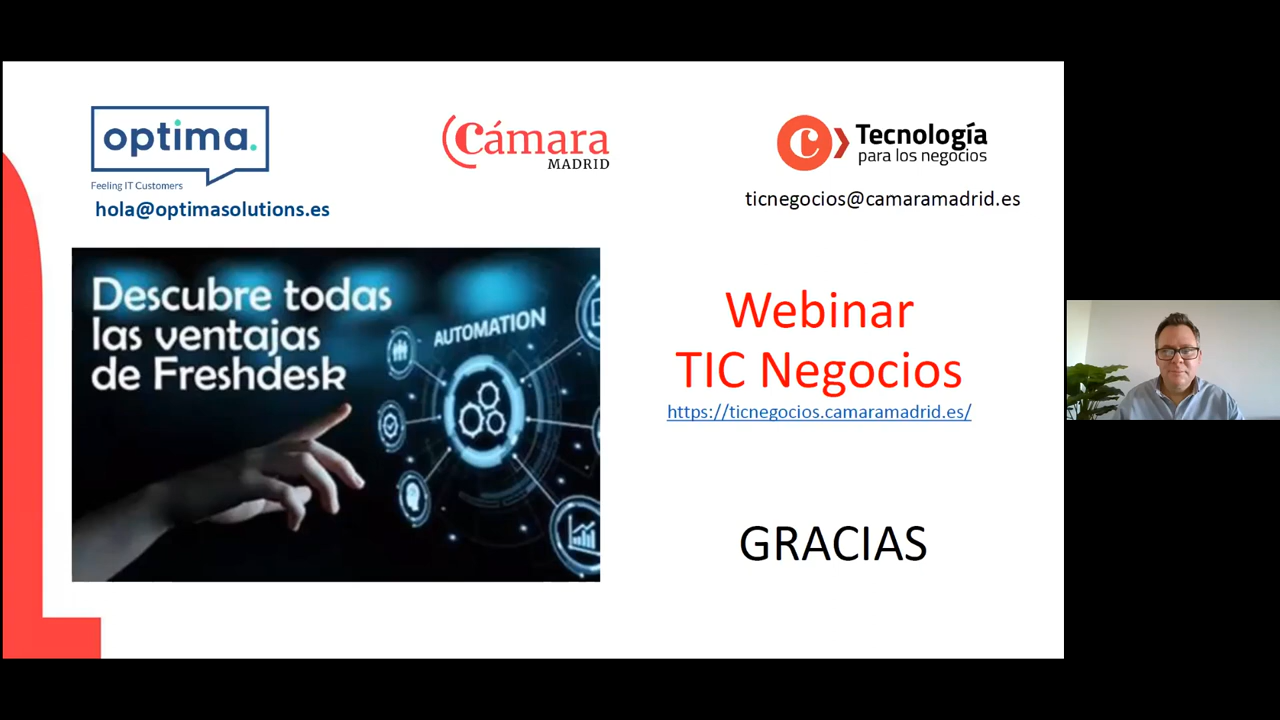 optima.
Feeling IT Customers
hola@optimasolutions.es
Cámara
MADRID
c Tecnología
para los negocios
ticnegocios@camaramadrid.es
Descubre todas
las ventajas
de Freshdesk
AUTOMATION
Webinar
TIC Negocios
https://ticnegocios.camaramadrid.es/
GRACIAS